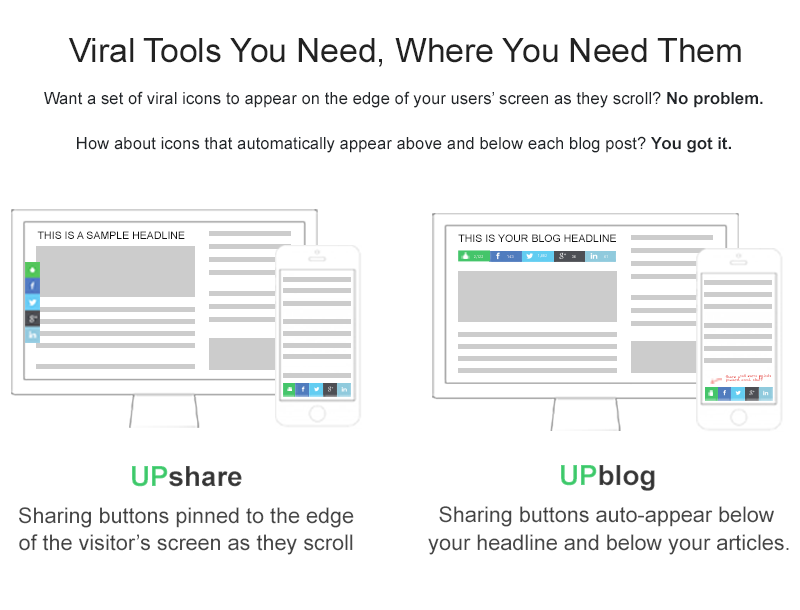 Viral Tools You Need, Where You Need Them
Want a set of viral icons to appear on the edge of your users’ screen as they scroll? No problem.
How about icons that automatically appear above and below each blog post? You got it.
THIS IS A SAMPLE HEADLINE
THIS IS YOUR BLOG HEADLINE
UPshare
Sharing buttons pinned to the edge
of the visitor’s screen as they scroll
UPblog
Sharing buttons auto-appear below
your headline and below your articles.